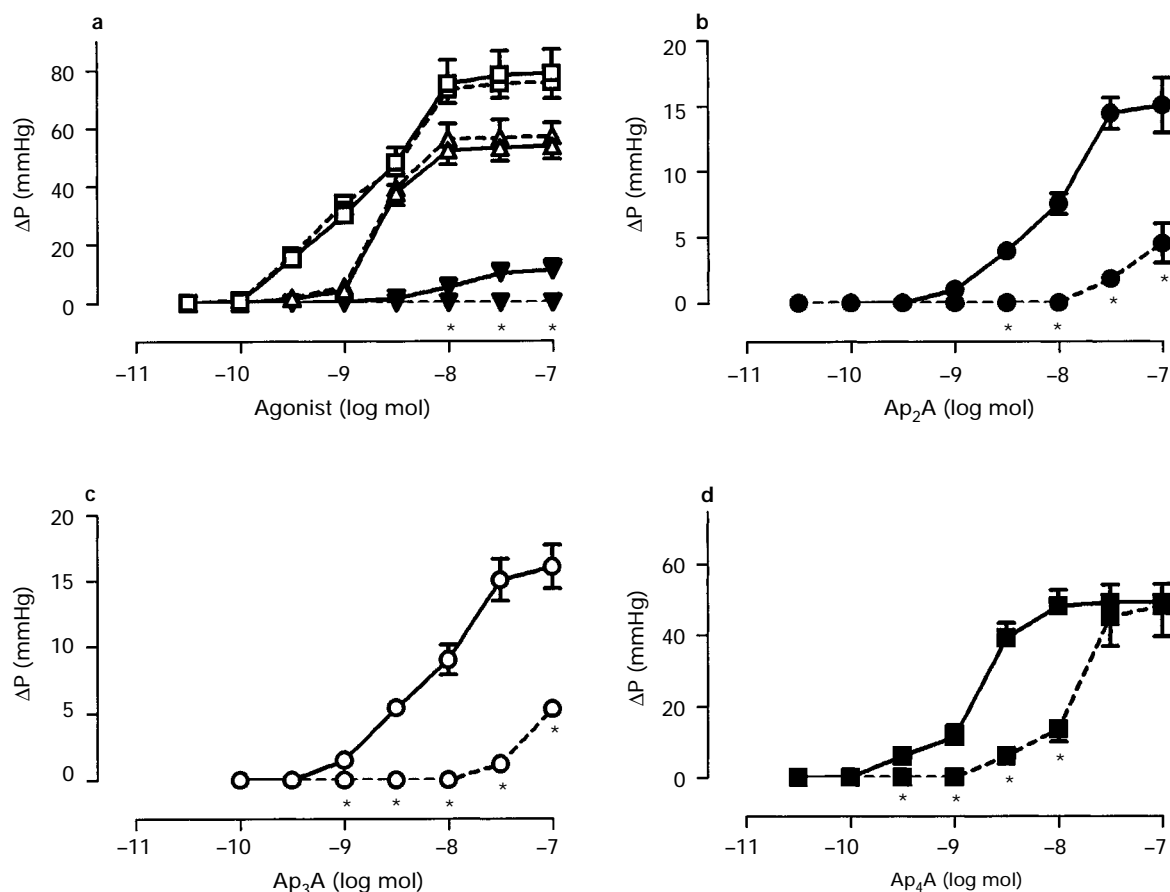 a
80
60
40
20
0
ΔP (mmHg)
* * *
–11 –10 –9 –8 –7
Agonist (log mol)
b
20
15
10
5
0
ΔP (mmHg)
* * * *
–11 –10 –9 –8 –7
Ap₂A (log mol)
c
20
15
10
5
0
ΔP (mmHg)
* * * * *
–11 –10 –9 –8 –7
Ap₃A (log mol)
d
60
40
20
0
ΔP (mmHg)
* * * *
–11 –10 –9 –8 –7
Ap₄A (log mol)